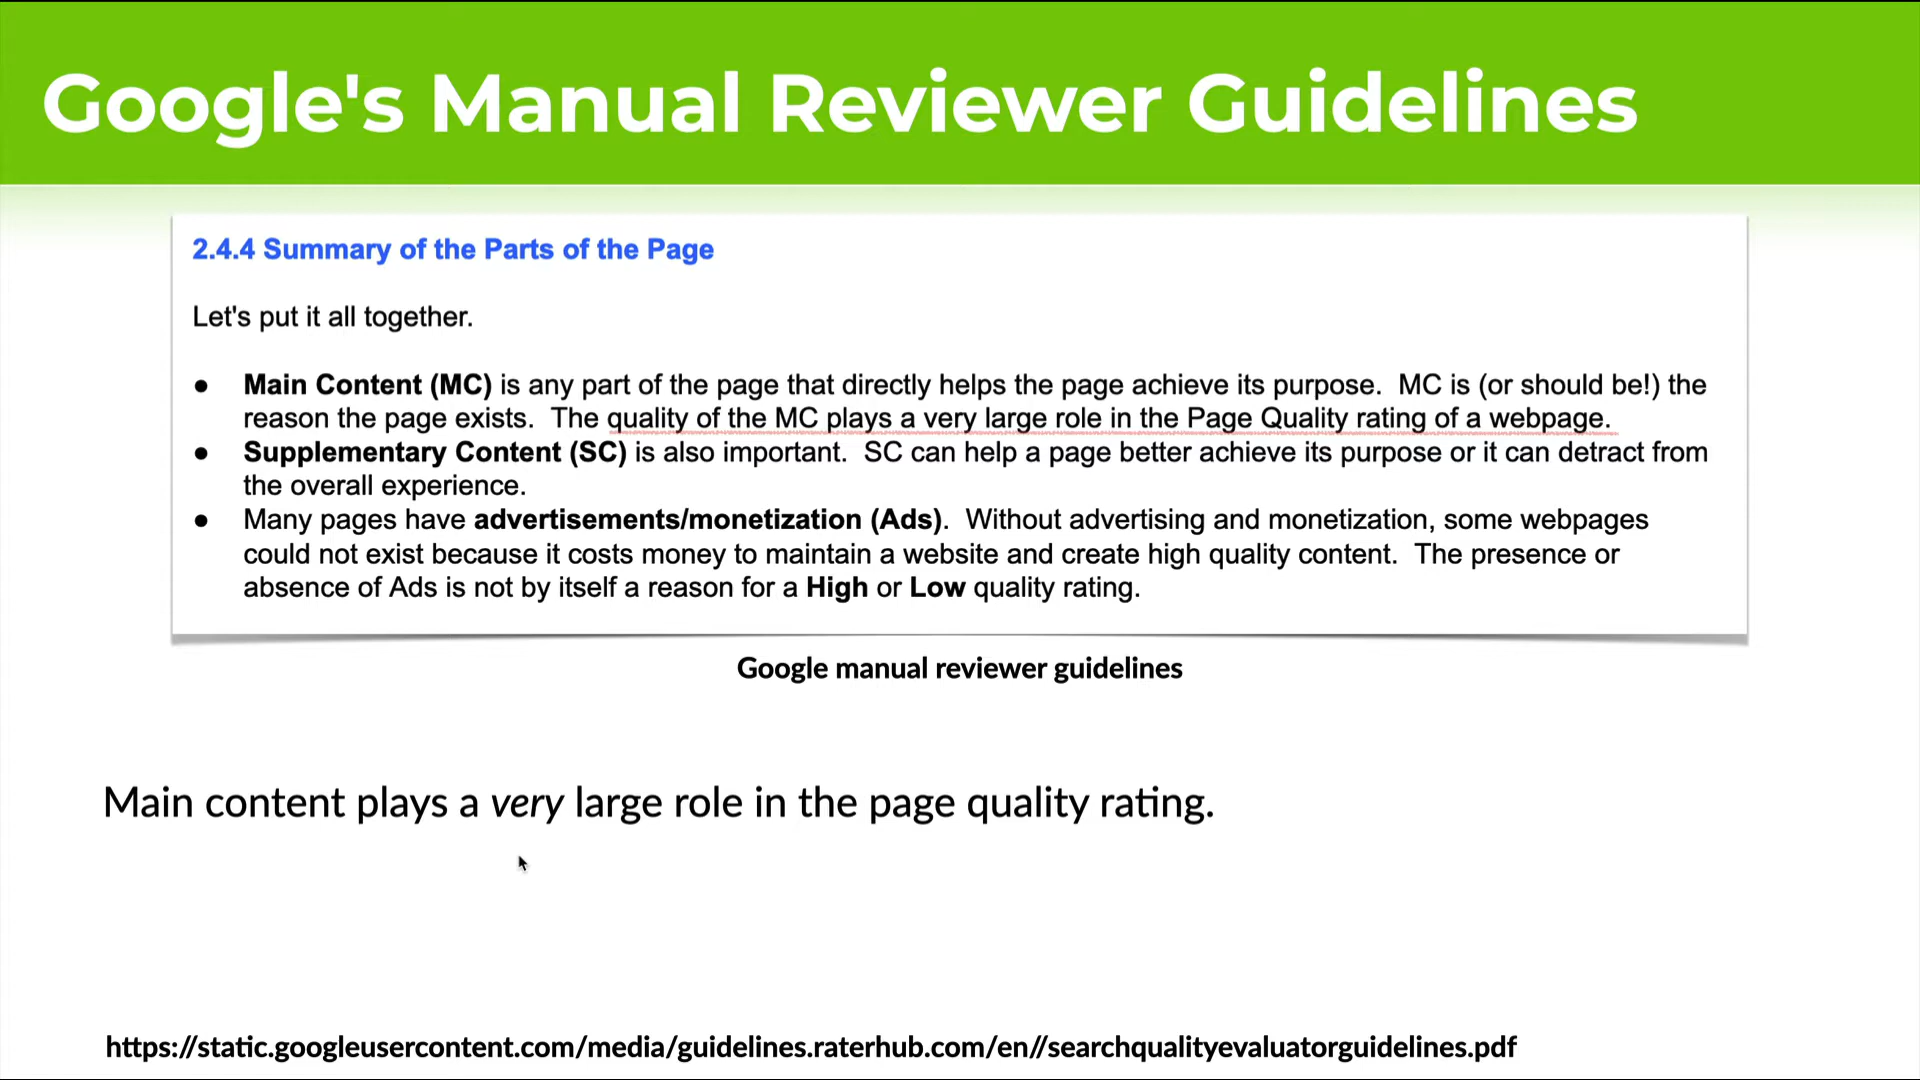 Google's Manual Reviewer Guidelines
2.4.4 Summary of the Parts of the Page
Let's put it all together.
● Main Content (MC) is any part of the page that directly helps the page achieve its purpose.  MC is (or should be!) the
reason the page exists.  The quality of the MC plays a very large role in the Page Quality rating of a webpage.
● Supplementary Content (SC) is also important.  SC can help a page better achieve its purpose or it can detract from
the overall experience.
● Many pages have advertisements/monetization (Ads).  Without advertising and monetization, some webpages
could not exist because it costs money to maintain a website and create high quality content.  The presence or
absence of Ads is not by itself a reason for a High or Low quality rating.
Google manual reviewer guidelines
Main content plays a very large role in the page quality rating.
https://static.googleusercontent.com/media/guidelines.raterhub.com/en//searchqualityevaluatorguidelines.pdf